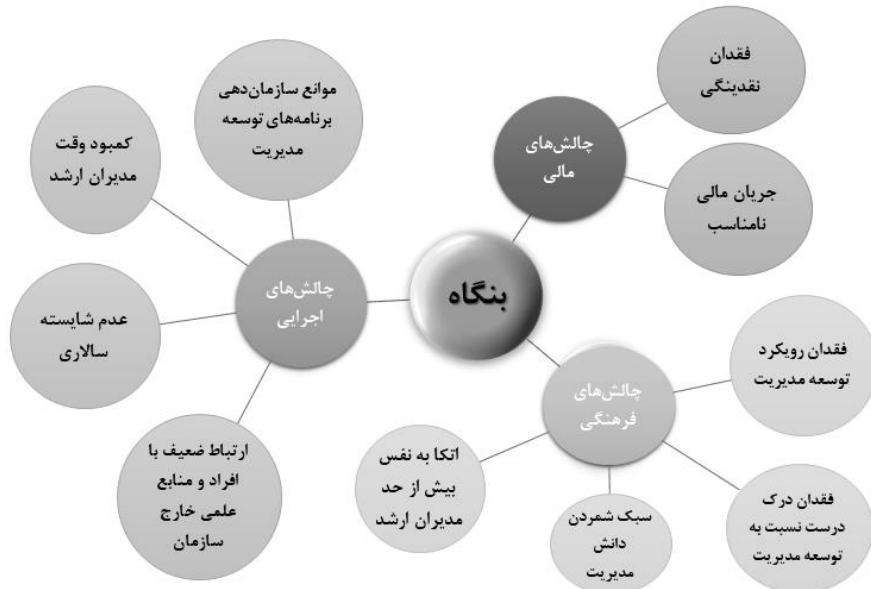 بنگاه
چالش‌های
مالی
فقدان
نقدینگی
جریان مالی
نامناسب
چالش‌های
فرهنگی
فقدان رویکرد
توسعه مدیریت
فقدان درک
درست نسبت به
توسعه مدیریت
سبک شمردن
دانش
مدیریت
اتکا به نفس
بیش از حد
مدیران ارشد
چالش‌های
اجرایی
موانع سازمان‌دهی
برنامه‌های توسعه
مدیریت
کمبود وقت
مدیران ارشد
عدم شایسته
سالاری
ارتباط ضعیف با
افراد و منابع
علمی خارج
سازمان